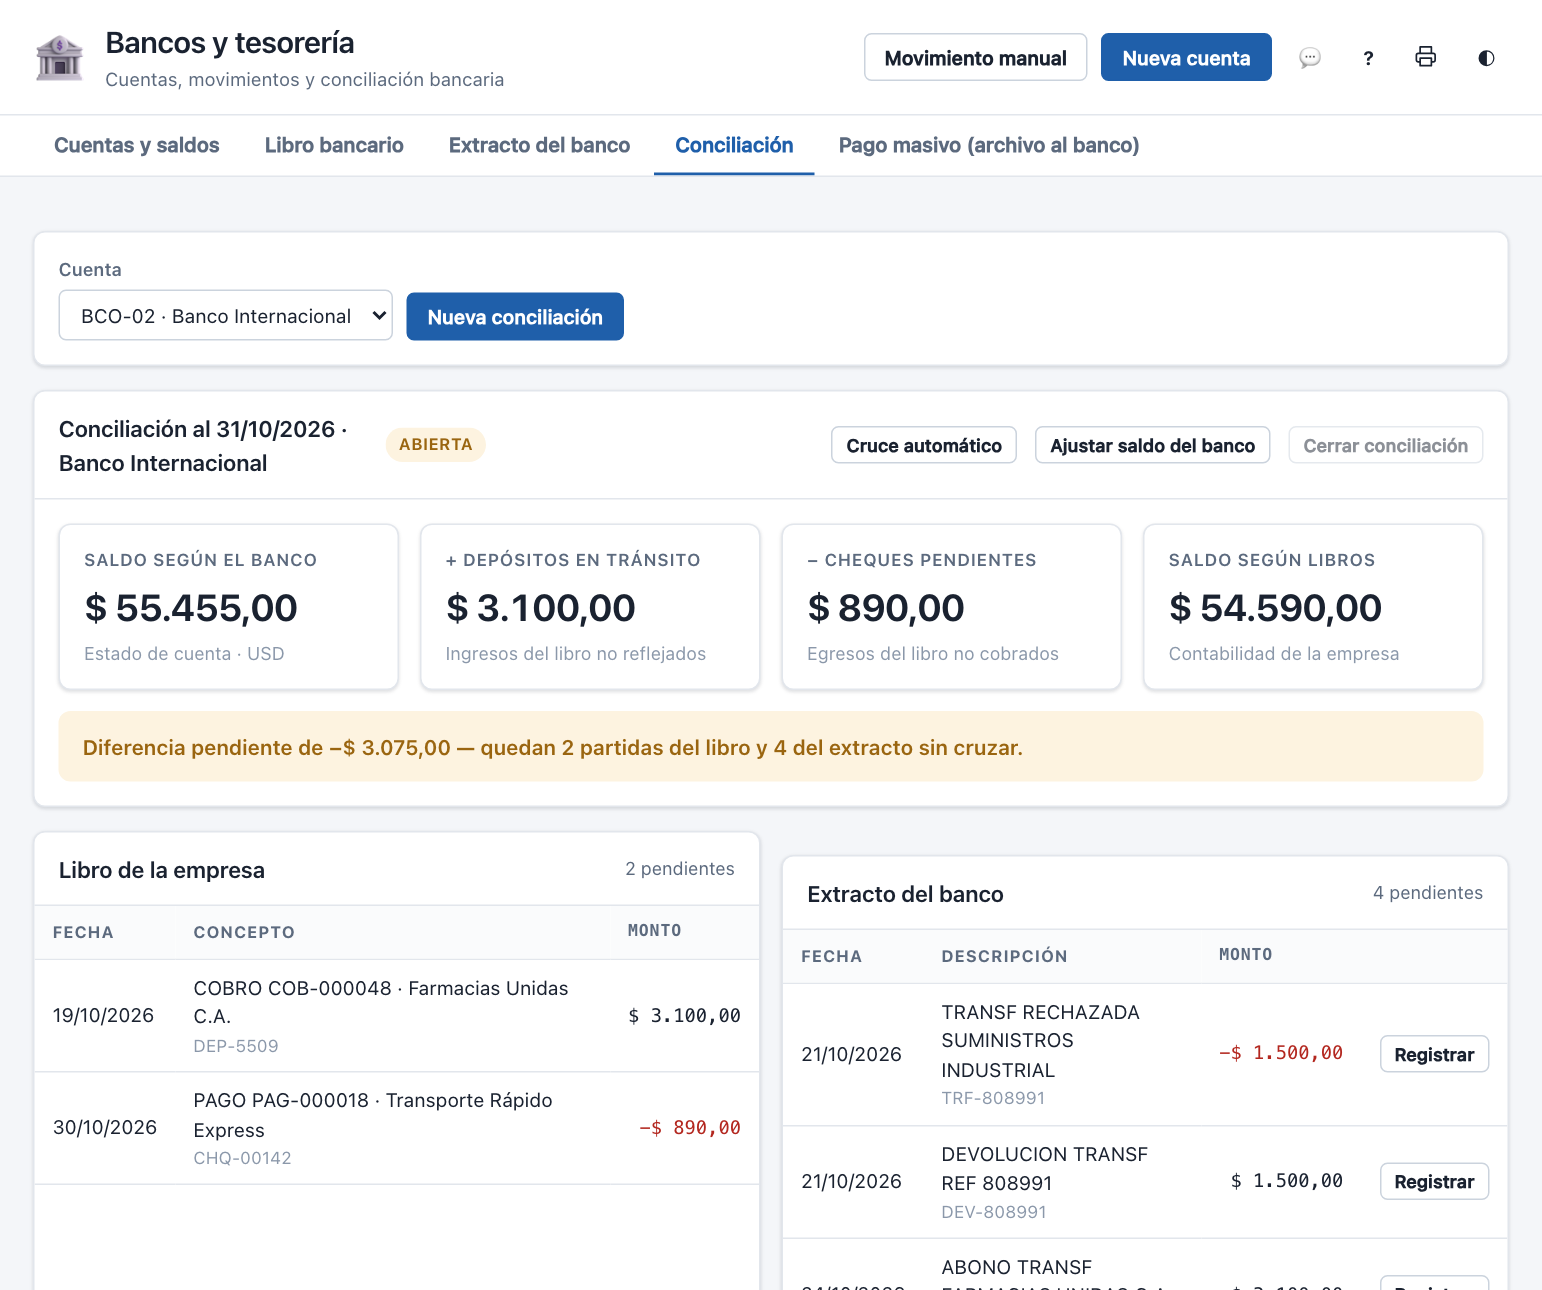 Bancos y tesorería
Cuentas, movimientos y conciliación bancaria
Movimiento manual
Nueva cuenta
?
Cuentas y saldos
Libro bancario
Extracto del banco
Conciliación
Pago masivo (archivo al banco)
Cuenta
BCO-02 · Banco Internacional
Nueva conciliación
Conciliación al 31/10/2026 ·
Banco Internacional
ABIERTA
Cruce automático
Ajustar saldo del banco
Cerrar conciliación
SALDO SEGÚN EL BANCO
$ 55.455,00
Estado de cuenta · USD
+ DEPÓSITOS EN TRÁNSITO
$ 3.100,00
Ingresos del libro no reflejados
– CHEQUES PENDIENTES
$ 890,00
Egresos del libro no cobrados
SALDO SEGÚN LIBROS
$ 54.590,00
Contabilidad de la empresa
Diferencia pendiente de –$ 3.075,00 — quedan 2 partidas del libro y 4 del extracto sin cruzar.
Libro de la empresa
2 pendientes
FECHA CONCEPTO MONTO
19/10/2026
COBRO COB-000048 · Farmacias Unidas
C.A.
DEP-5509
$ 3.100,00
30/10/2026
PAGO PAG-000018 · Transporte Rápido
Express
CHQ-00142
–$ 890,00
Extracto del banco
4 pendientes
FECHA DESCRIPCIÓN MONTO
21/10/2026
TRANSF RECHAZADA
SUMINISTROS
INDUSTRIAL
TRF-808991
–$ 1.500,00
Registrar
21/10/2026
DEVOLUCION TRANSF
REF 808991
DEV-808991
$ 1.500,00
Registrar
ABONO TRANSF